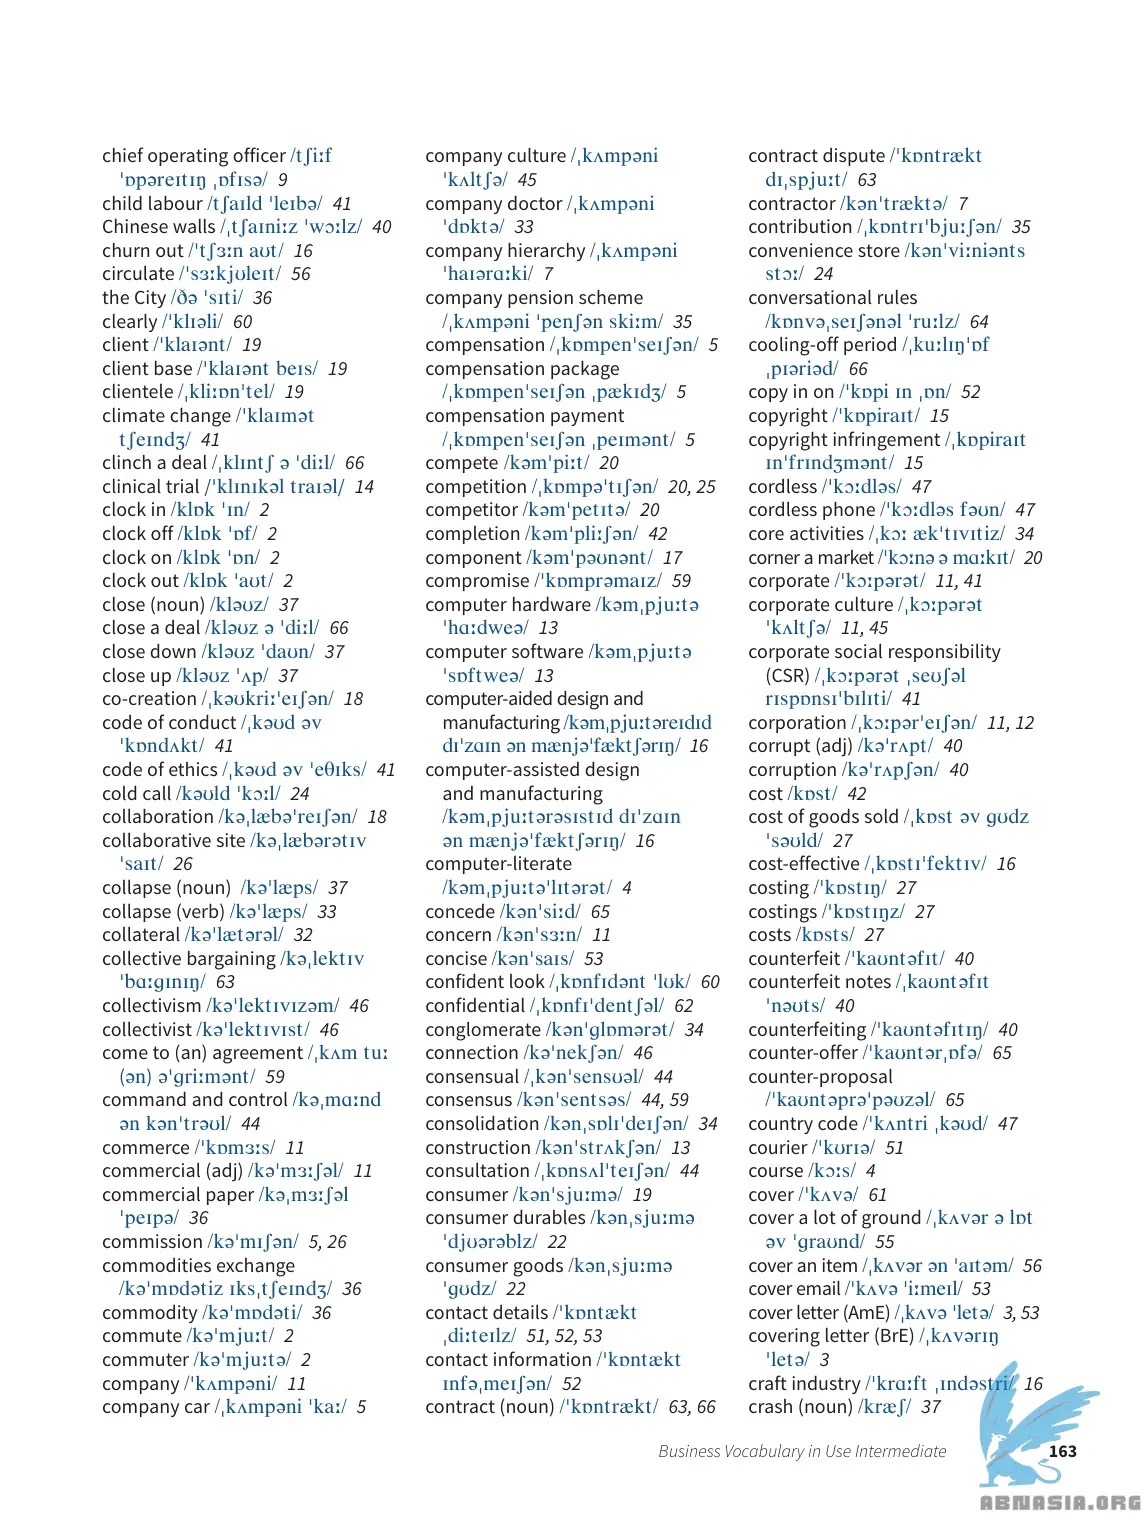 chief operating officer /tʃiːf
ˈɒpəreɪtɪŋ ˌɒfɪsə/ 9
child labour /tʃaɪld ˈleɪbə/ 41
Chinese walls /ˌtʃaɪniːz ˈwɔːlz/ 40
churn out /ˈtʃɜːn aʊt/ 16
circulate /ˈsɜːkjʊleɪt/ 56
the City /ðə ˈsɪti/ 36
clearly /ˈklɪəli/ 60
client /ˈklaɪənt/ 19
client base /ˈklaɪənt beɪs/ 19
clientele /ˌkliːɒnˈtel/ 19
climate change /ˈklaɪmət
tʃeɪndʒ/ 41
clinch a deal /ˌklɪntʃ ə ˈdiːl/ 66
clinical trial /ˈklɪnɪkəl traɪəl/ 14
clock in /klɒk ˈɪn/ 2
clock off /klɒk ˈɒf/ 2
clock on /klɒk ˈɒn/ 2
clock out /klɒk ˈaʊt/ 2
close (noun) /kləʊz/ 37
close a deal /kləʊz ə ˈdiːl/ 66
close down /kləʊz ˈdaʊn/ 37
close up /kləʊz ˈʌp/ 37
co-creation /ˌkəʊkriːˈeɪʃən/ 18
code of conduct /ˌkəʊd əv
ˈkɒndʌkt/ 41
code of ethics /ˌkəʊd əv ˈeθɪks/ 41
cold call /kəʊld ˈkɔːl/ 24
collaboration /kəˌlæbəˈreɪʃən/ 18
collaborative site /kəˌlæbərətɪv
ˈsaɪt/ 26
collapse (noun) /kəˈlæps/ 37
collapse (verb) /kəˈlæps/ 33
collateral /kəˈlætərəl/ 32
collective bargaining /kəˌlektɪv
ˈbɑːgɪnɪŋ/ 63
collectivism /kəˈlektɪvɪzəm/ 46
collectivist /kəˈlektɪvɪst/ 46
come to (an) agreement /ˌkʌm tuː
(ən) əˈgriːmənt/ 59
command and control /kəˌmɑːnd
ən kənˈtrəʊl/ 44
commerce /ˈkɒmɜːs/ 11
commercial (adj) /kəˈmɜːʃəl/ 11
commercial paper /kəˌmɜːʃəl
ˈpeɪpə/ 36
commission /kəˈmɪʃən/ 5, 26
commodities exchange
/kəˈmɒdətiz ɪksˌtʃeɪndʒ/ 36
commodity /kəˈmɒdəti/ 36
commute /kəˈmjuːt/ 2
commuter /kəˈmjuːtə/ 2
company /ˈkʌmpəni/ 11
company car /ˌkʌmpəni ˈkaː/ 5
company culture /ˌkʌmpəni
ˈkʌltʃə/ 45
company doctor /ˌkʌmpəni
ˈdɒktə/ 33
company hierarchy /ˌkʌmpəni
ˈhaɪərɑːki/ 7
company pension scheme
/ˌkʌmpəni ˈpenʃən skiːm/ 35
compensation /ˌkɒmpenˈseɪʃən/ 5
compensation package
/ˌkɒmpenˈseɪʃən ˌpækɪdʒ/ 5
compensation payment
/ˌkɒmpenˈseɪʃən ˌpeɪmənt/ 5
compete /kəmˈpiːt/ 20
competition /ˌkɒmpəˈtɪʃən/ 20, 25
competitor /kəmˈpetɪtə/ 20
completion /kəmˈpliːʃən/ 42
component /kəmˈpəʊnənt/ 17
compromise /ˈkɒmprəmaɪz/ 59
computer hardware /kəmˌpjuːtə
ˈhɑːdweə/ 13
computer software /kəmˌpjuːtə
ˈsɒftweə/ 13
computer-aided design and
manufacturing /kəmˌpjuːtəreɪdɪd
dɪˈzɑɪn ən mænjəˈfæktʃərɪŋ/ 16
computer-assisted design
and manufacturing
/kəmˌpjuːtərəsɪstɪd dɪˈzɑɪn
ən mænjəˈfæktʃərɪŋ/ 16
computer-literate
/kəmˌpjuːtəˈlɪtərət/ 4
concede /kənˈsiːd/ 65
concern /kənˈsɜːn/ 11
concise /kənˈsaɪs/ 53
confident look /ˌkɒnfɪdənt ˈlʊk/ 60
confidential /ˌkɒnfɪˈdentʃəl/ 62
conglomerate /kənˈglɒmərət/ 34
connection /kəˈnekʃən/ 46
consensual /ˌkənˈsensʊəl/ 44
consensus /kənˈsentsəs/ 44, 59
consolidation /kənˌsɒlɪˈdeɪʃən/ 34
construction /kənˈstrʌkʃən/ 13
consultation /ˌkɒnsʌlˈteɪʃən/ 44
consumer /kənˈsjuːmə/ 19
consumer durables /kənˌsjuːmə
ˈdjʊərəblz/ 22
consumer goods /kənˌsjuːmə
ˈgʊdz/ 22
contact details /ˈkɒntækt
ˌdiːteɪlz/ 51, 52, 53
contact information /ˈkɒntækt
ɪnfəˌmeɪʃən/ 52
contract (noun) /ˈkɒntrækt/ 63, 66
contract dispute /ˈkɒntrækt
dɪˌspjuːt/ 63
contractor /kənˈtræktə/ 7
contribution /ˌkɒntrɪˈbjuːʃən/ 35
convenience store /kənˈviːniənts
stɔː/ 24
conversational rules
/kɒnvəˌseɪʃənəl ˈruːlz/ 64
cooling-off period /ˌkuːlɪŋˈɒf
ˌpɪəriəd/ 66
copy in on /ˈkɒpi ɪn ˌɒn/ 52
copyright /ˈkɒpiraɪt/ 15
copyright infringement /ˌkɒpiraɪt
ɪnˈfrɪndʒmənt/ 15
cordless /ˈkɔːdləs/ 47
cordless phone /ˈkɔːdləs fəʊn/ 47
core activities /ˌkɔː ækˈtɪvɪtiz/ 34
corner a market /ˈkɔːnə ə mɑːkɪt/ 20
corporate /ˈkɔːpərət/ 11, 41
corporate culture /ˌkɔːpərət
ˈkʌltʃə/ 11, 45
corporate social responsibility
(CSR) /ˌkɔːpərət ˌseʊʃəl
rɪspɒnsɪˈbɪlɪti/ 41
corporation /ˌkɔːpərˈeɪʃən/ 11, 12
corrupt (adj) /kəˈrʌpt/ 40
corruption /kəˈrʌpʃən/ 40
cost /kɒst/ 42
cost of goods sold /ˌkɒst əv gʊdz
ˈsəʊld/ 27
cost-effective /ˌkɒstɪˈfektɪv/ 16
costing /ˈkɒstɪŋ/ 27
costings /ˈkɒstɪŋz/ 27
costs /kɒsts/ 27
counterfeit /ˈkaʊntəfɪt/ 40
counterfeit notes /ˌkaʊntəfɪt
ˈnəʊts/ 40
counterfeiting /ˈkaʊntəfɪtɪŋ/ 40
counter-offer /ˈkaʊntərˌɒfə/ 65
counter-proposal
/ˈkaʊntəprəˈpəʊzəl/ 65
country code /ˈkʌntri ˌkəʊd/ 47
courier /ˈkʊrɪə/ 51
course /kɔːs/ 4
cover /ˈkʌvə/ 61
cover a lot of ground /ˌkʌvər ə lɒt
əv ˈgraʊnd/ 55
cover an item /ˌkʌvər ən ˈaɪtəm/ 56
cover email /ˈkʌvə ˈiːmeɪl/ 53
cover letter (AmE) /ˌkʌvə ˈletə/ 3, 53
covering letter (BrE) /ˌkʌvərɪŋ
ˈletə/ 3
craft industry /ˈkrɑːft ˌɪndəstri/ 16
crash (noun) /kræʃ/ 37
Business Vocabulary in Use Intermediate 163
ABNASIA.ORG